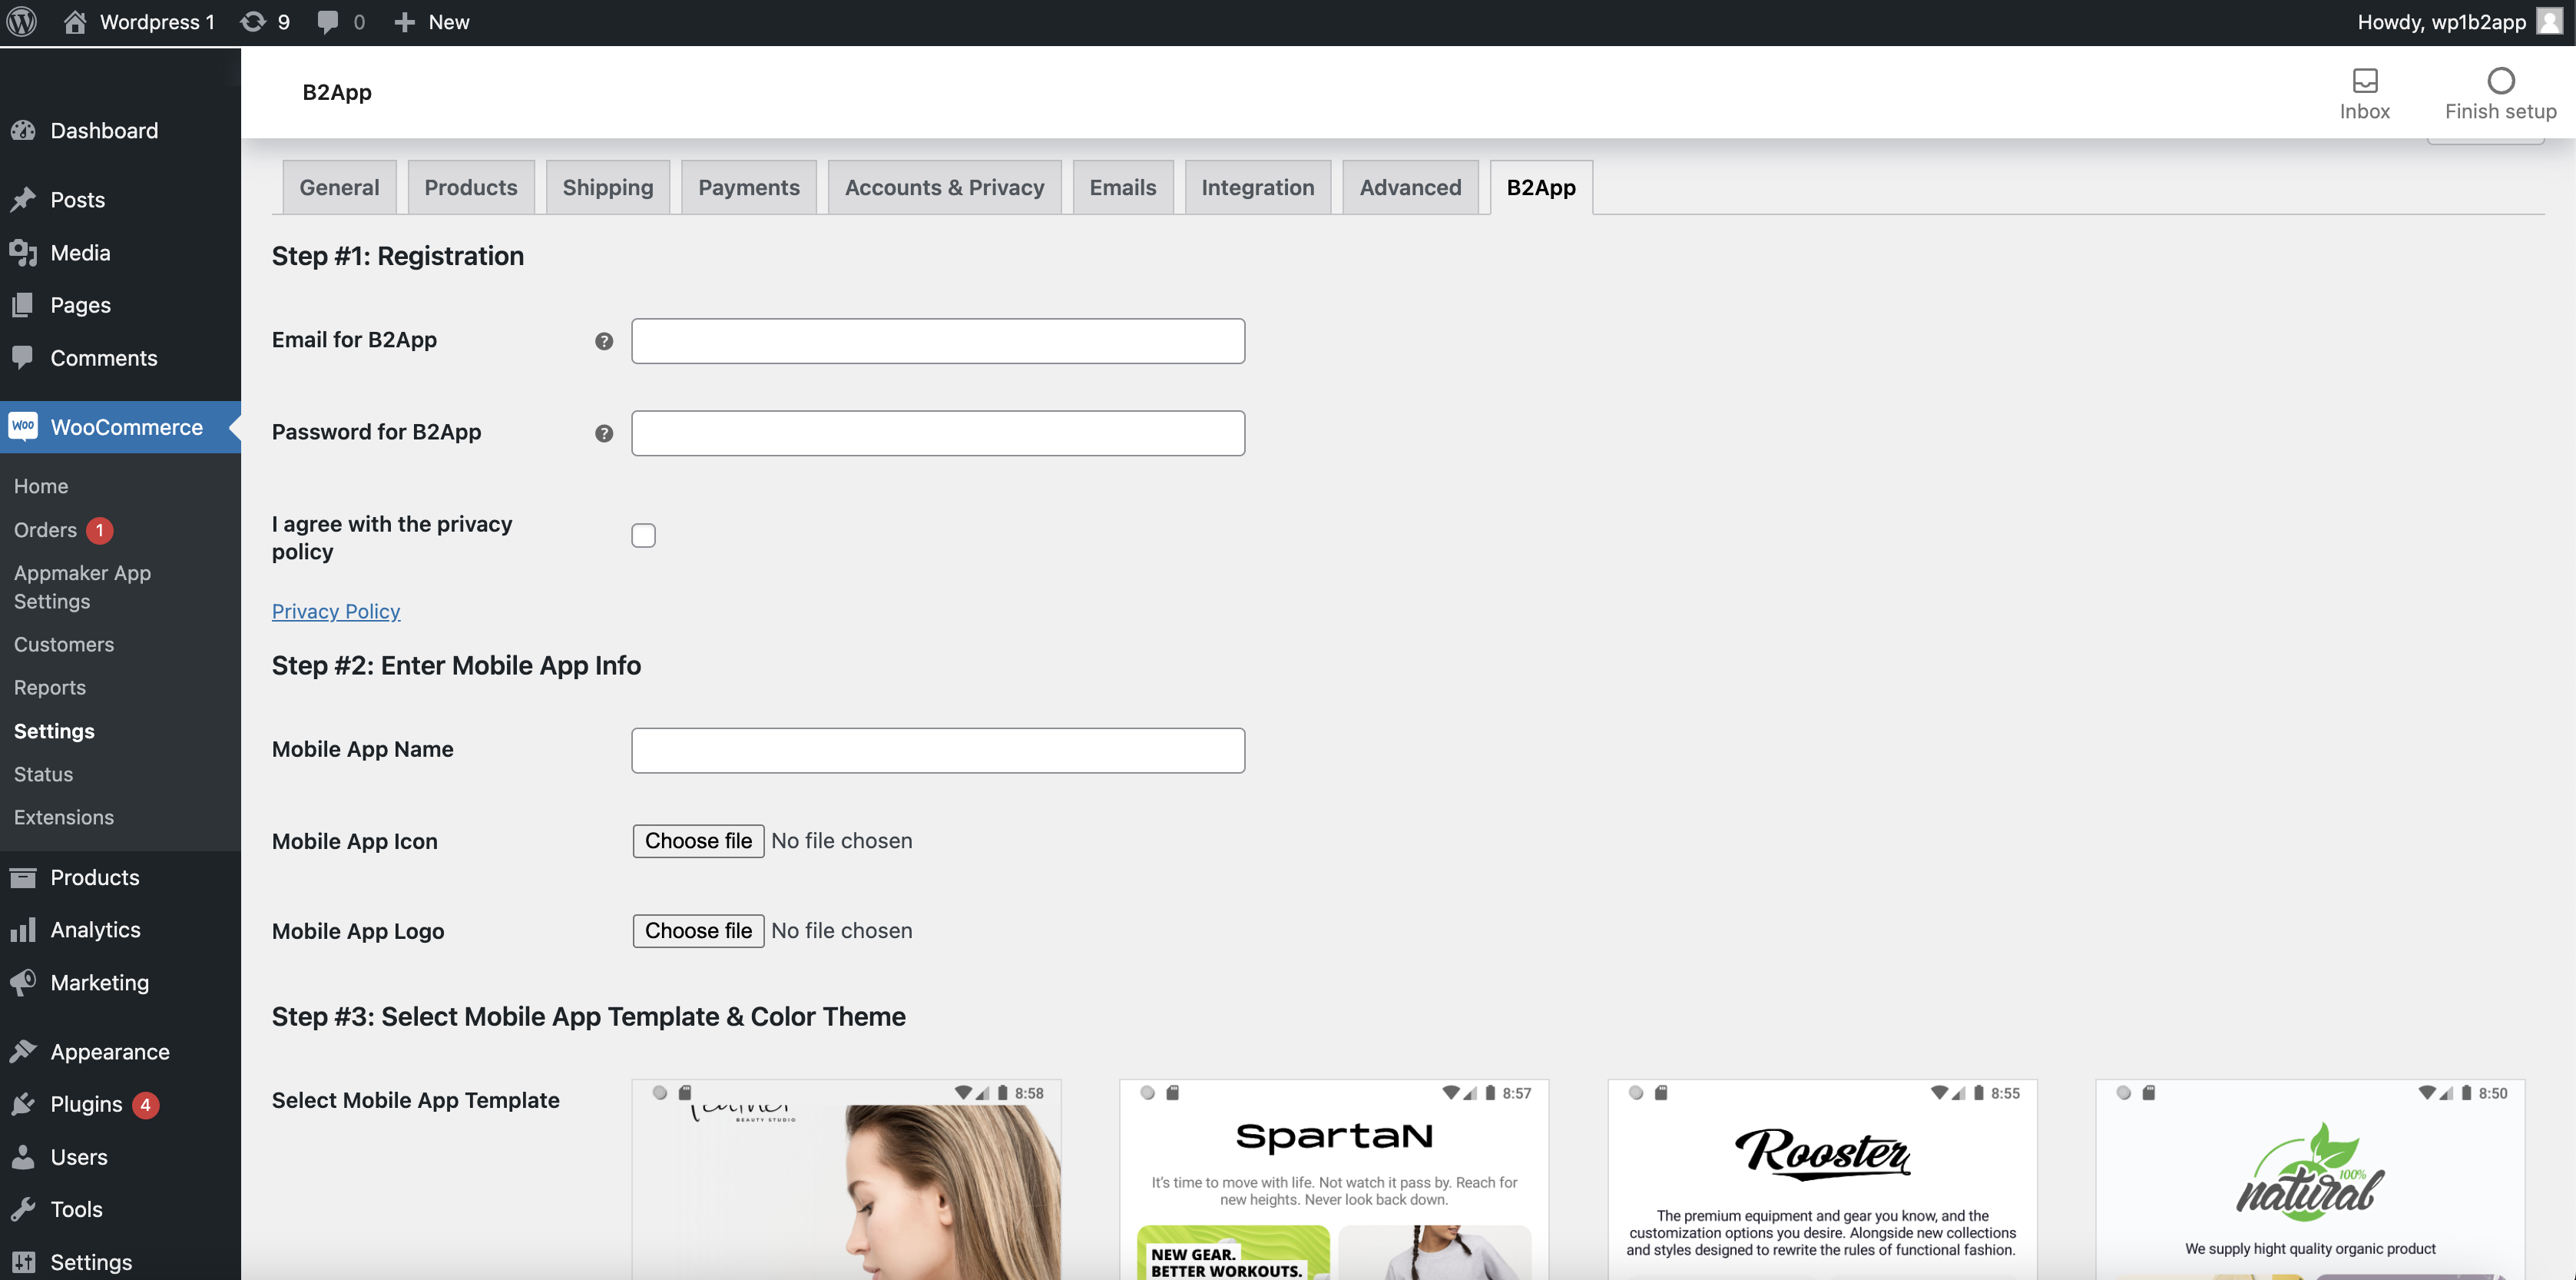 Wordpress 1
9
0
New
Howdy, wp1b2app
B2App
Inbox
Finish setup
Dashboard
Posts
Media
Pages
Comments
Woo
WooCommerce
Home
Orders 1
Appmaker App
Settings
Customers
Reports
Settings
Status
Extensions
Products
Analytics
Marketing
Appearance
Plugins 4
Users
Tools
Settings
General
Products
Shipping
Payments
Accounts & Privacy
Emails
Integration
Advanced
B2App
Step #1: Registration
Email for B2App
?
Password for B2App
?
I agree with the privacy
policy
Privacy Policy
Step #2: Enter Mobile App Info
Mobile App Name
Mobile App Icon
Choose file No file chosen
Mobile App Logo
Choose file No file chosen
Step #3: Select Mobile App Template & Color Theme
Select Mobile App Template
8:58
BEAUTY STUDIO
8:57
SpartaN
It's time to move with life. Not watch it pass by. Reach for
new heights. Never look back down.
NEW GEAR.
BETTER WORKOUTS.
8:55
Rooster
The premium equipment and gear you know, and the
customization options you desire. Alongside new collections
and styles designed to rewrite the rules of functional fashion.
8:50
100%
natural
We supply hight quality organic product